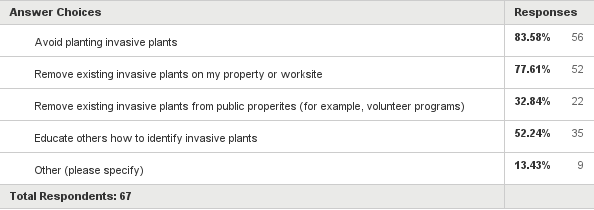 Answer Choices Responses
Avoid planting invasive plants 83.58% 56
Remove existing invasive plants on my property or worksite 77.61% 52
Remove existing invasive plants from public properites (for example, volunteer programs) 32.84% 22
Educate others how to identify invasive plants 52.24% 35
Other (please specify) 13.43% 9
Total Respondents: 67